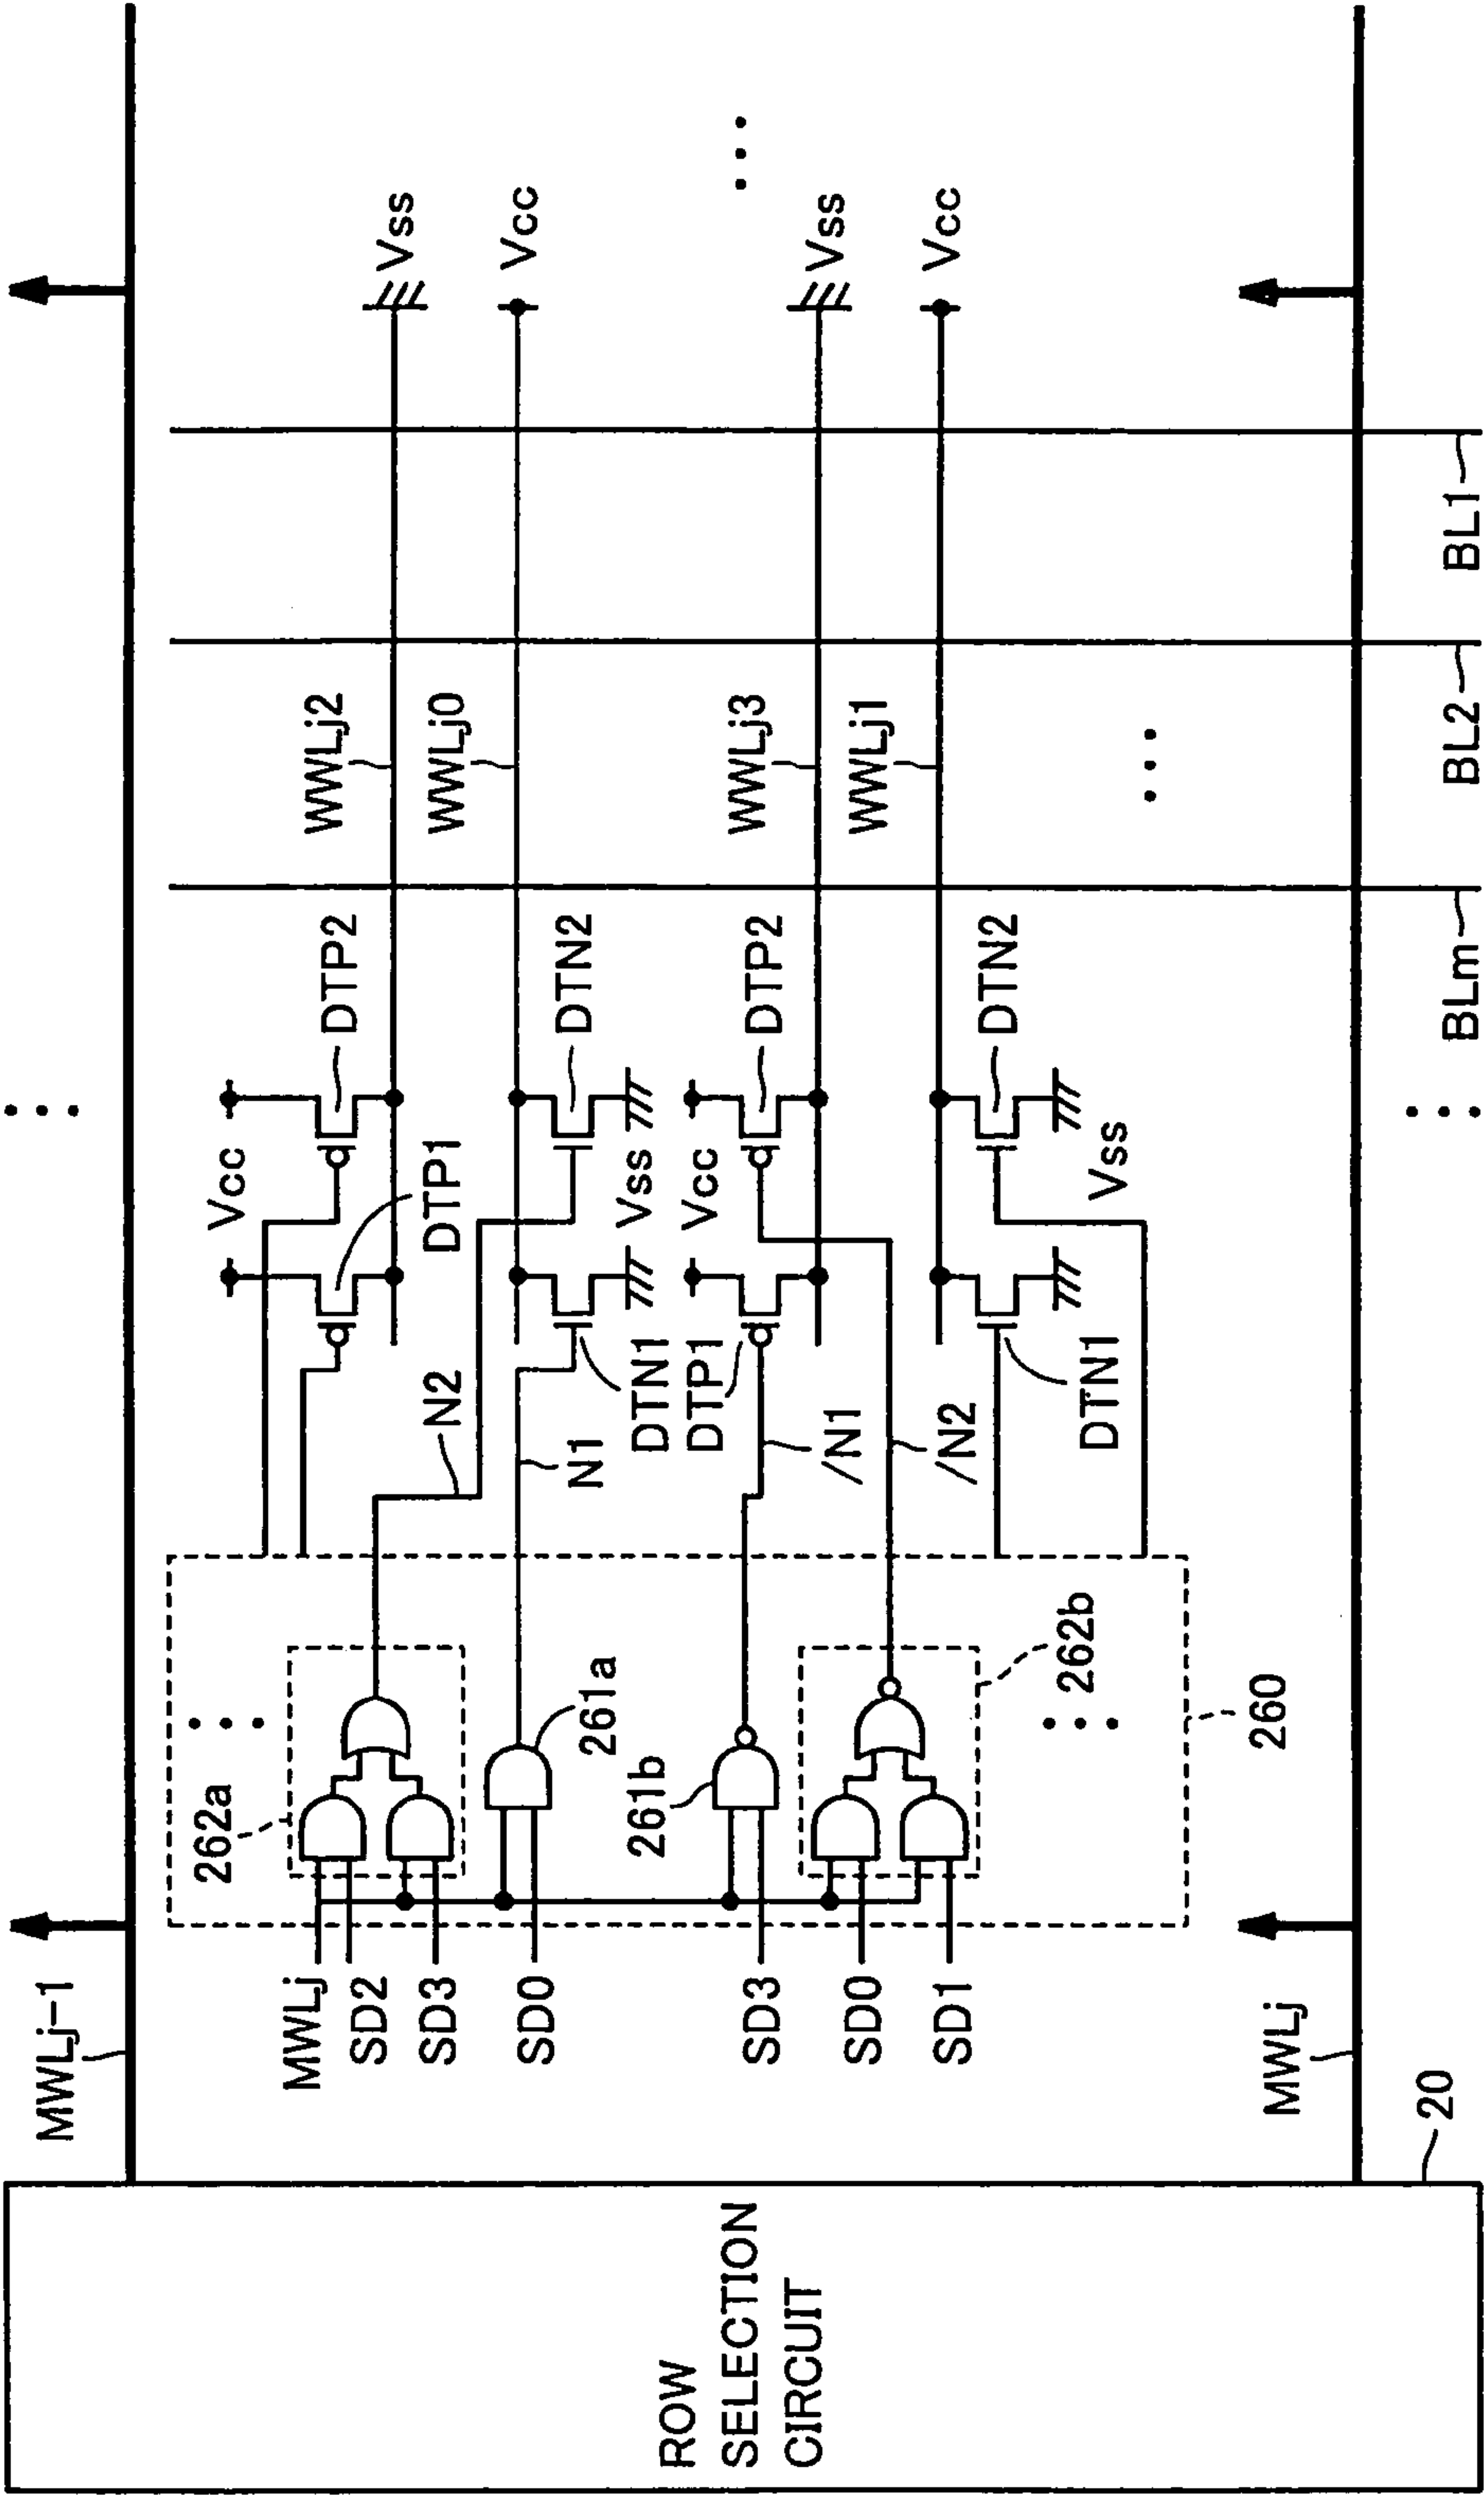 MWLj-1
Vss
Vcc
Vss
Vcc
WWLj2
WWLj0
WWLj3
WWLj1
BL1
BL2
BLm
DTP2
DTN2
DTP2
DTN2
Vcc
DTP1
Vss
Vcc
Vss
DTN1
DTP1
DTN1
N2
N1
/N1
/N2
262a
261a
261b
262b
260
MWLj
SD2
SD3
SD0
SD3
SD0
SD1
MWLj
20
ROW
SELECTION
CIRCUIT